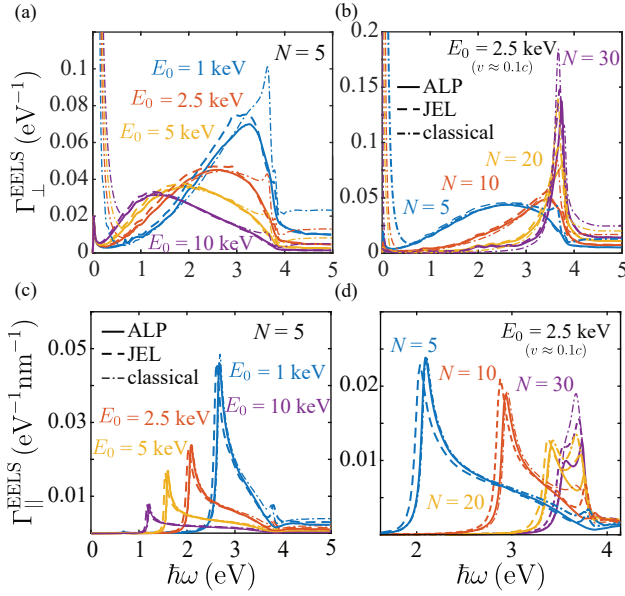 (a)
N = 5
E₀ = 1 keV
E₀ = 2.5 keV
E₀ = 5 keV
E₀ = 10 keV
Γ⊥^EELS (eV⁻¹)
0.1
0.08
0.06
0.04
0.02
0 1 2 3 4 5
(b)
E₀ = 2.5 keV
(v ≈ 0.1c)
N = 30
ALP
JEL
classical
N = 20
N = 10
N = 5
0.2
0.15
0.1
0.05
0
0 1 2 3 4 5
(c)
ALP
JEL
classical
N = 5
E₀ = 1 keV
E₀ = 10 keV
E₀ = 2.5 keV
E₀ = 5 keV
Γ||^EELS (eV⁻¹nm⁻¹)
0.05
0.03
0.01
0 1 2 3 4 5
ħω (eV)
(d)
E₀ = 2.5 keV
(v ≈ 0.1c)
N = 5
N = 10
N = 30
N = 20
0.02
0.01
2 3 4
ħω (eV)